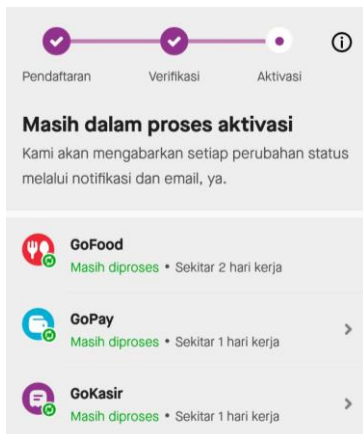 Pendaftaran Verifikasi Aktivasi
Masih dalam proses aktivasi
Kami akan mengabarkan setiap perubahan status
melalui notifikasi dan email, ya.
GoFood
Masih diproses • Sekitar 2 hari kerja
GoPay
Masih diproses • Sekitar 1 hari kerja
GoKasir
Masih diproses • Sekitar 1 hari kerja